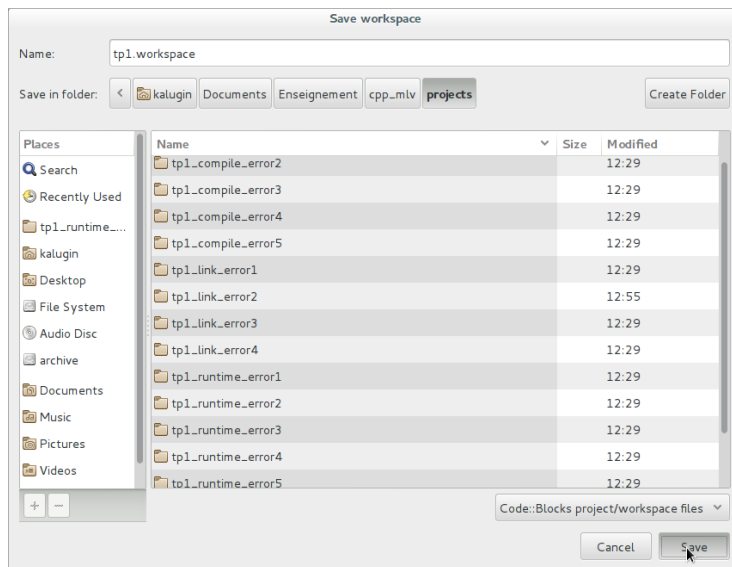 Save workspace
Name: tp1.workspace
Save in folder: < kalugin Documents Enseignement cpp_mlv projects Create Folder
Places
Search
Recently Used
tp1_runtime_...
kalugin
Desktop
File System
Audio Disc
archive
Documents
Music
Pictures
Videos
Name Size Modified
tp1_compile_error2 12:29
tp1_compile_error3 12:29
tp1_compile_error4 12:29
tp1_compile_error5 12:29
tp1_link_error1 12:29
tp1_link_error2 12:55
tp1_link_error3 12:29
tp1_link_error4 12:29
tp1_runtime_error1 12:29
tp1_runtime_error2 12:29
tp1_runtime_error3 12:29
tp1_runtime_error4 12:29
tp1_runtime_error5 12:29
+ −
Code::Blocks project/workspace files
Cancel Save